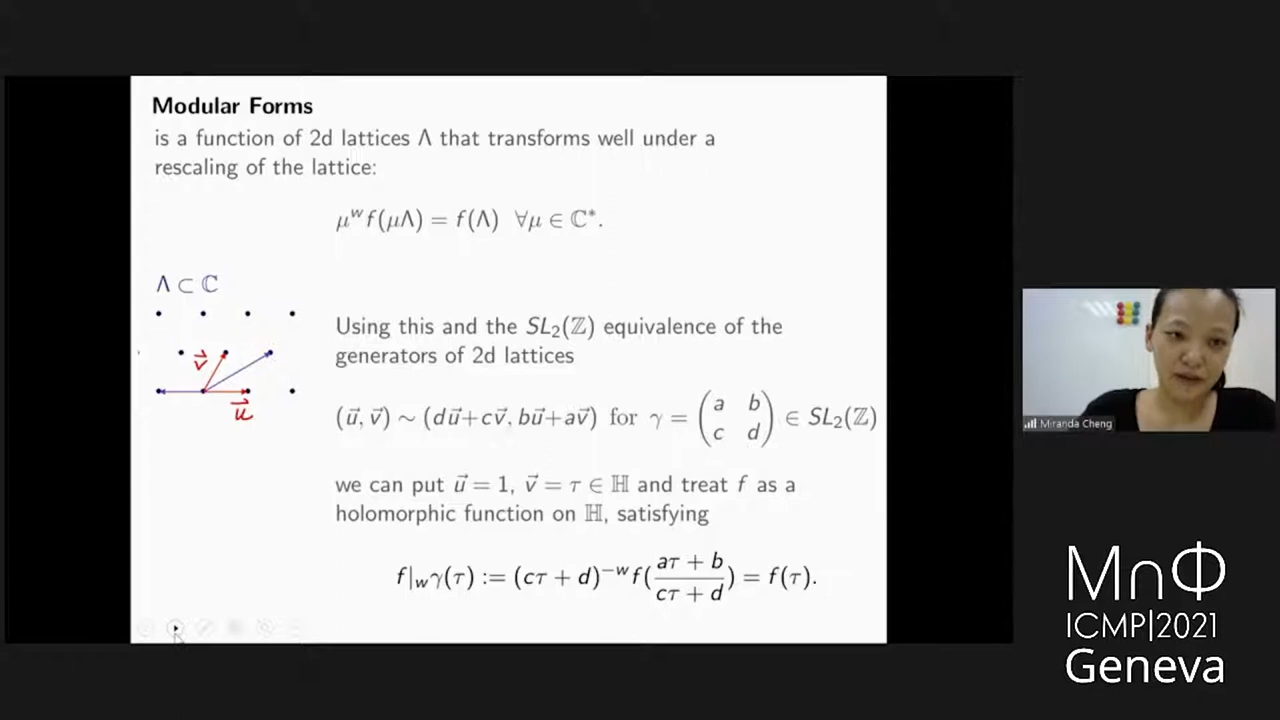 Modular Forms
is a function of 2d lattices Λ that transforms well under a
rescaling of the lattice:
μʷf(μΛ) = f(Λ) ∀μ ∈ ℂ*.
Λ ⊂ ℂ
v⃗
u⃗
Using this and the SL₂(ℤ) equivalence of the
generators of 2d lattices
(u⃗, v⃗) ∼ (du⃗+cv⃗, bu⃗+av⃗) for γ = (a b; c d) ∈ SL₂(ℤ)
we can put u⃗ = 1, v⃗ = τ ∈ ℍ and treat f as a
holomorphic function on ℍ, satisfying
f|_wγ(τ) := (cτ + d)⁻ʷf((aτ + b)/(cτ + d)) = f(τ).
Miranda Cheng
M∩Φ
ICMP|2021
Geneva